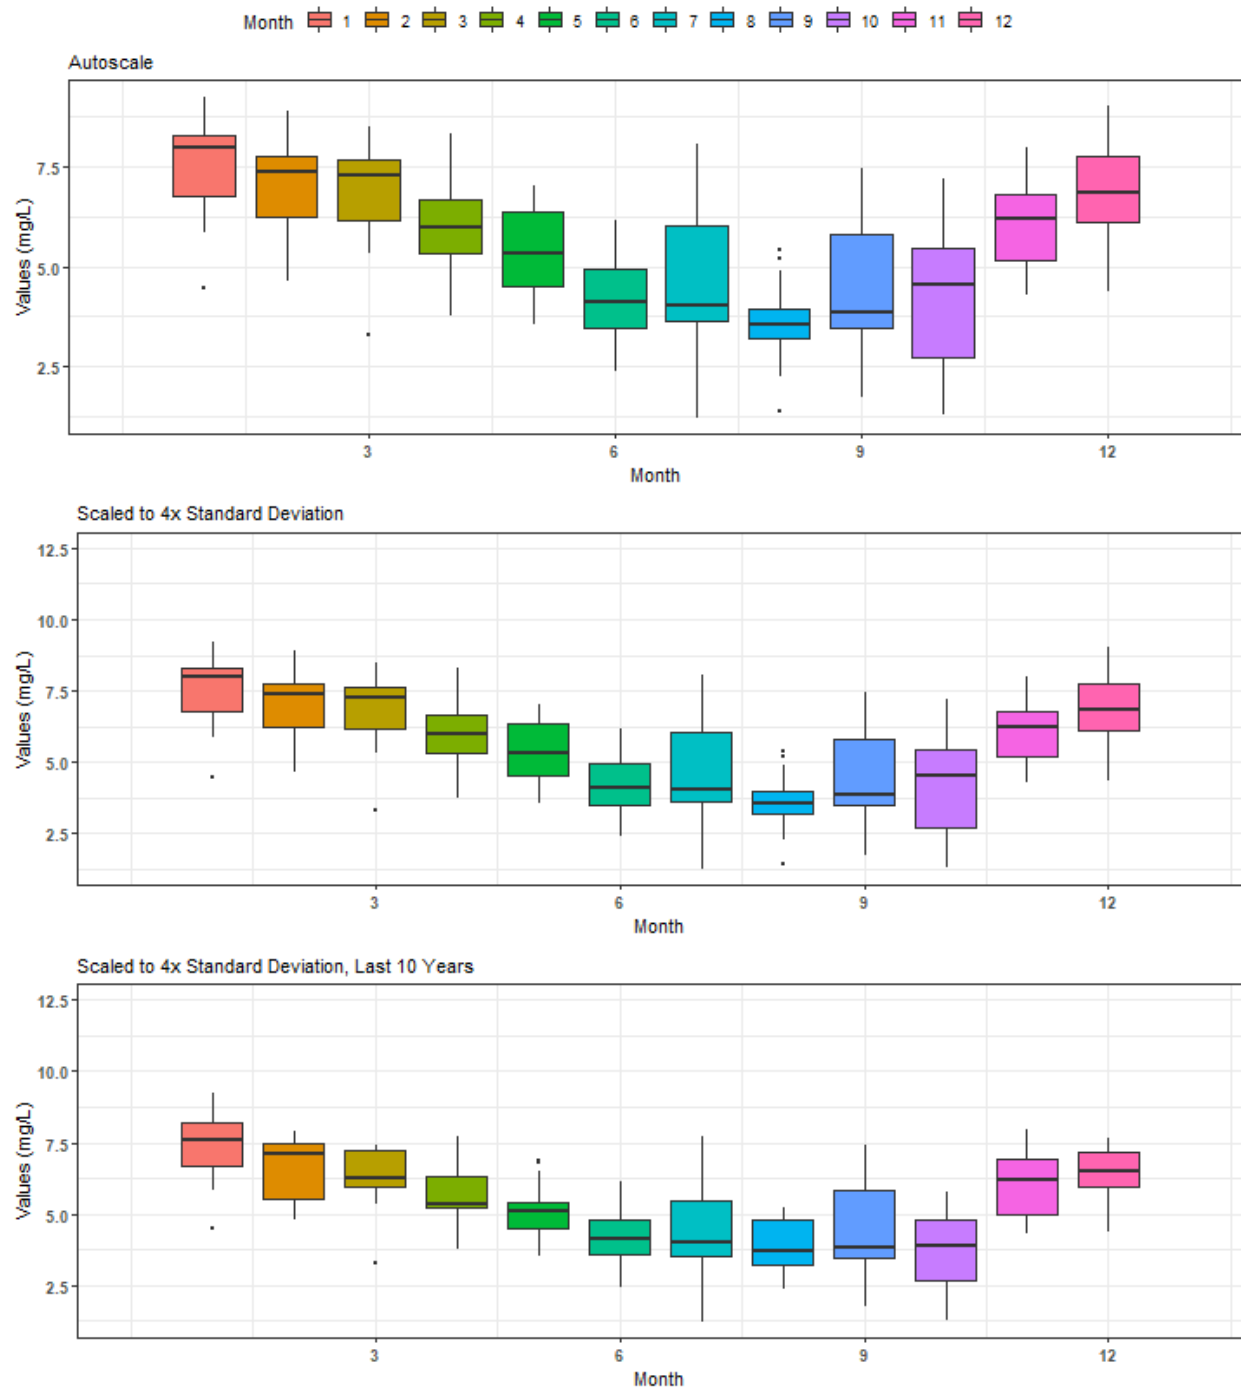 Month 1 2 3 4 5 6 7 8 9 10 11 12
Autoscale
Values (mg/L)
7.5
5.0
2.5
3 6 9 12
Month
Scaled to 4x Standard Deviation
Values (mg/L)
12.5
10.0
7.5
5.0
2.5
3 6 9 12
Month
Scaled to 4x Standard Deviation, Last 10 Years
Values (mg/L)
12.5
10.0
7.5
5.0
2.5
3 6 9 12
Month